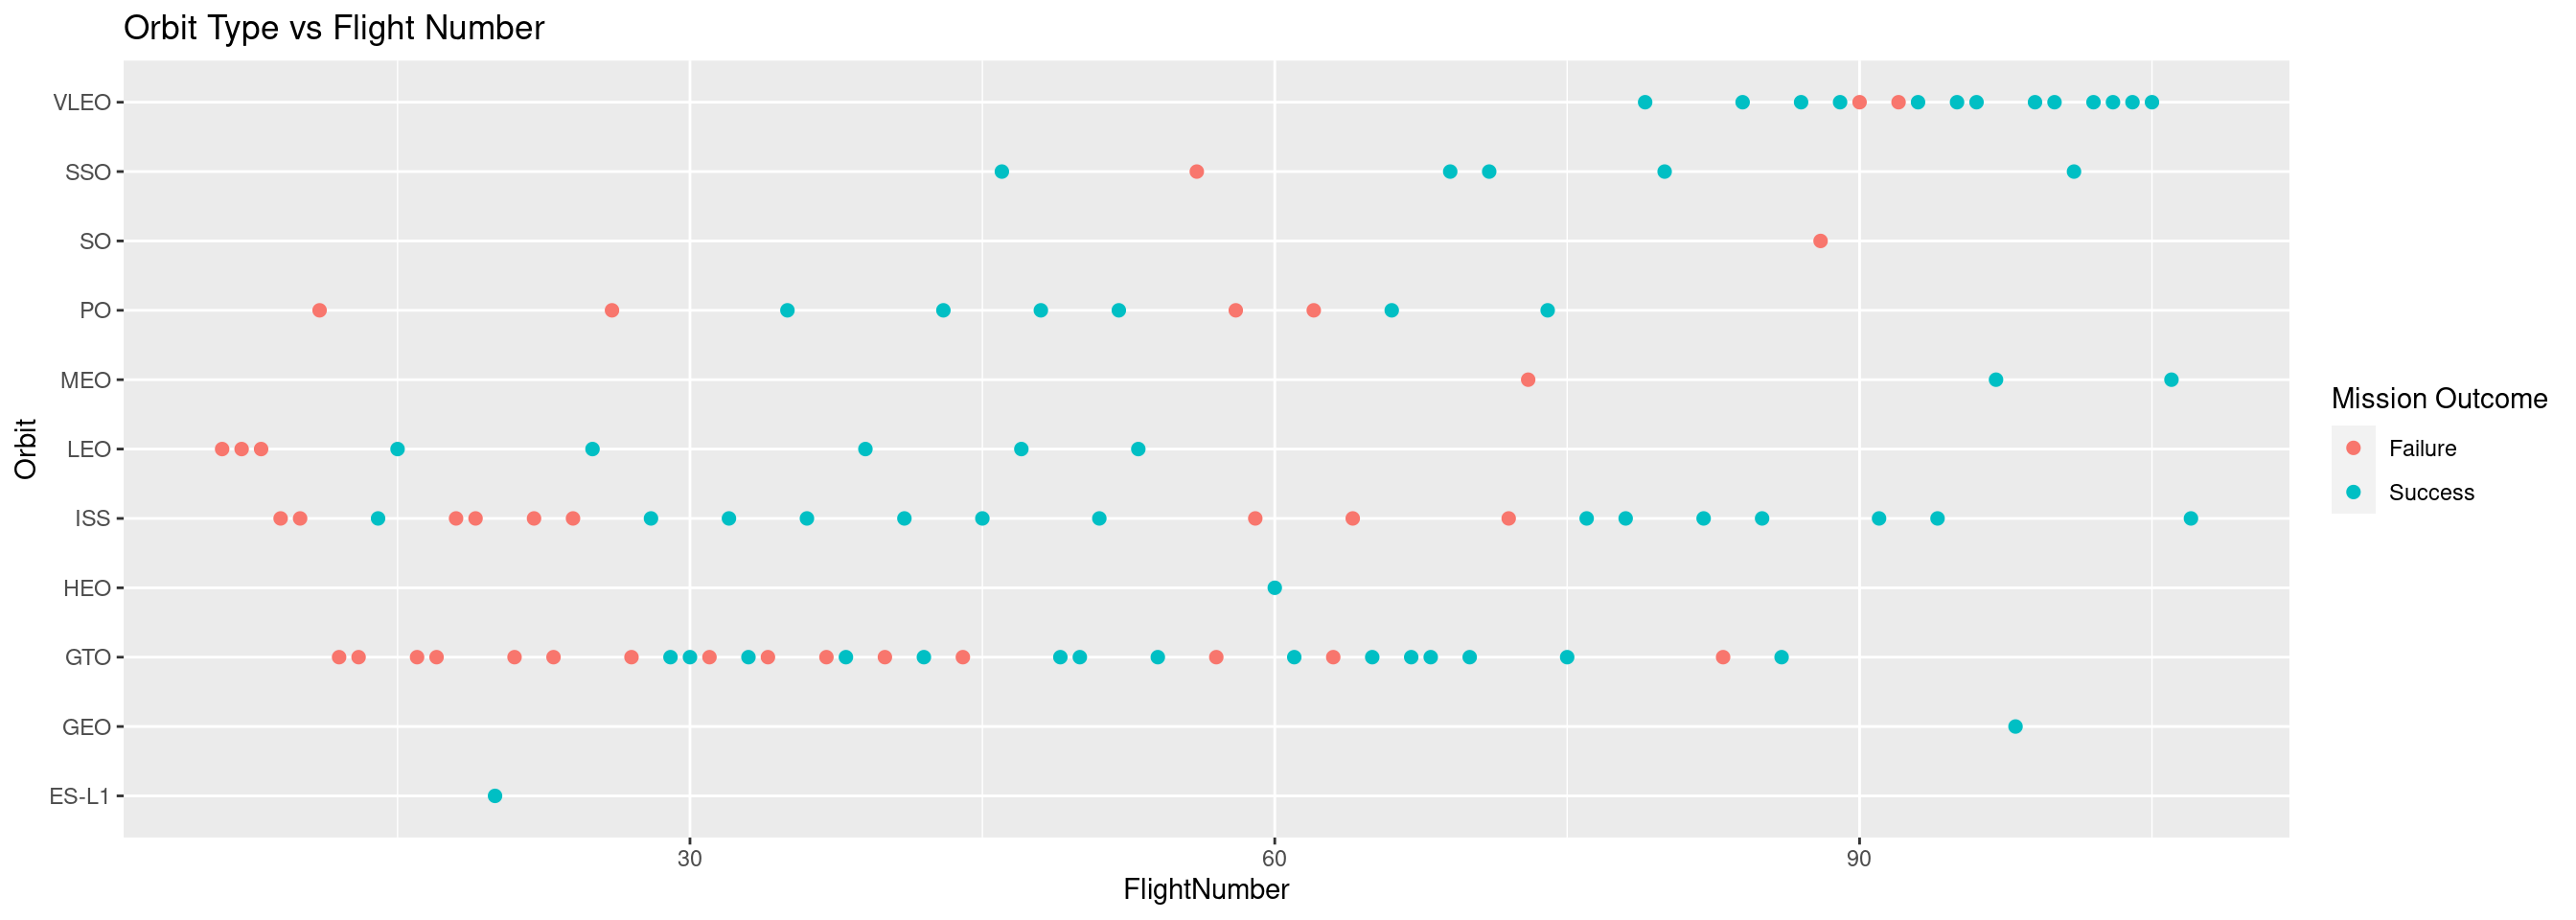 Orbit Type vs Flight Number
Orbit
VLEO
SSO
SO
PO
MEO
LEO
ISS
HEO
GTO
GEO
ES-L1
30
60
90
FlightNumber
Mission Outcome
Failure
Success